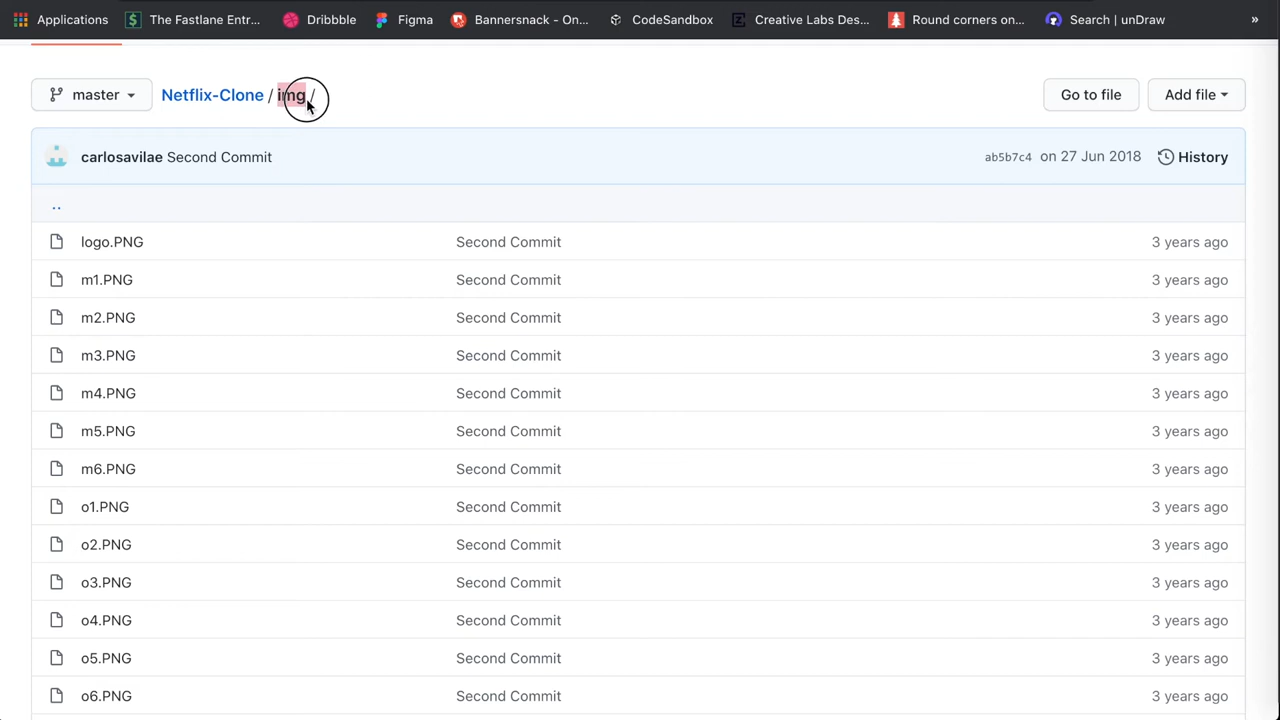 Applications The Fastlane Entr... Dribbble Figma Bannersnack - On... CodeSandbox Creative Labs Des... Round corners on... Search | unDraw »
master Netflix-Clone / img / Go to file Add file
carlosavilae Second Commit ab5b7c4 on 27 Jun 2018 History
..
logo.PNG Second Commit 3 years ago
m1.PNG Second Commit 3 years ago
m2.PNG Second Commit 3 years ago
m3.PNG Second Commit 3 years ago
m4.PNG Second Commit 3 years ago
m5.PNG Second Commit 3 years ago
m6.PNG Second Commit 3 years ago
o1.PNG Second Commit 3 years ago
o2.PNG Second Commit 3 years ago
o3.PNG Second Commit 3 years ago
o4.PNG Second Commit 3 years ago
o5.PNG Second Commit 3 years ago
o6.PNG Second Commit 3 years ago